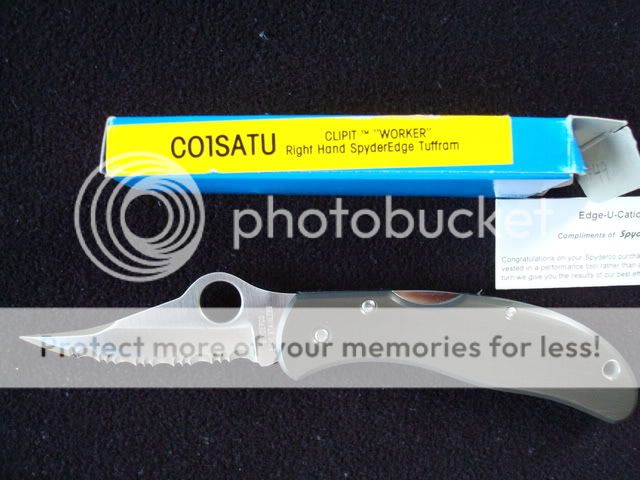 CLIPIT ™ "WORKER"
CO1SATU Right Hand SpyderEdge Tuffram
photobucket
Edge-U-Catio
Compliments of Spyde
Congratulations on your Spyderco purcha
vested in a performance tool rather than a
turn we give you the results of our best eff
Protect more of your memories for less!